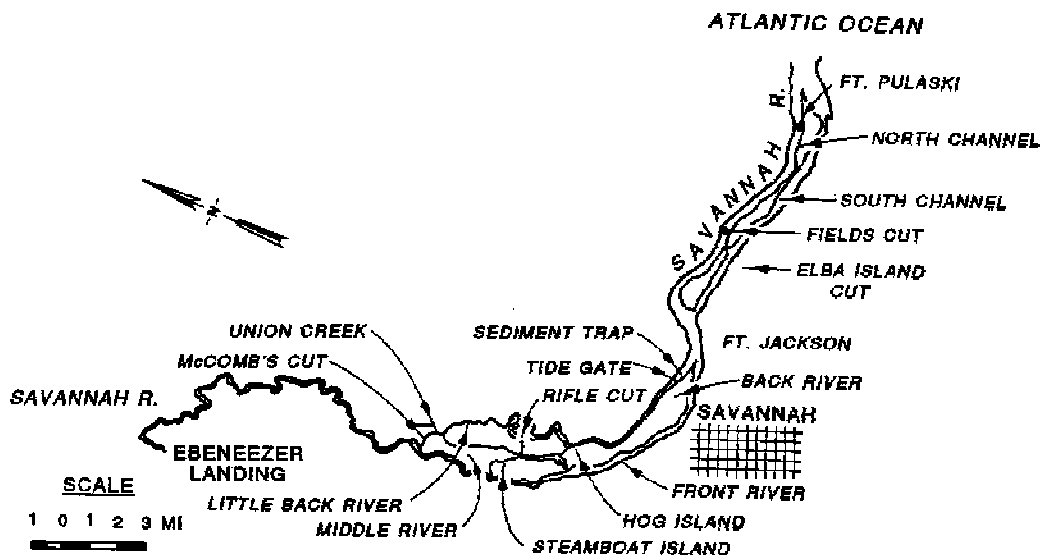 ATLANTIC OCEAN
FT. PULASKI
SAVANNAH R.
NORTH CHANNEL
SOUTH CHANNEL
FIELDS CUT
ELBA ISLAND
CUT
N
UNION CREEK
SEDIMENT TRAP
FT. JACKSON
McCOMB'S CUT
TIDE GATE
BACK RIVER
RIFLE CUT
SAVANNAH R.
SAVANNAH
EBENEEZER
LANDING
SCALE
1 0 1 2 3 MI
LITTLE BACK RIVER
MIDDLE RIVER
FRONT RIVER
HOG ISLAND
STEAMBOAT ISLAND